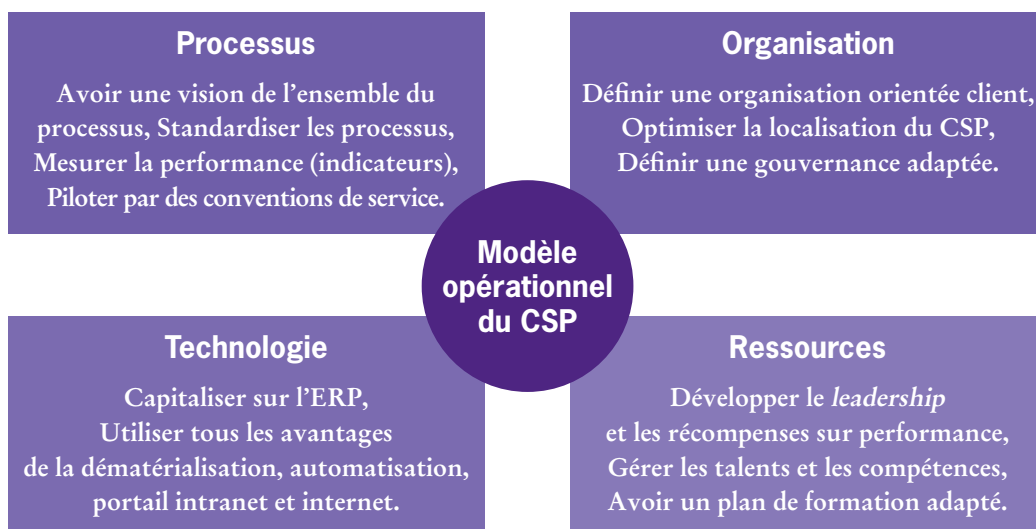 Processus
Avoir une vision de l’ensemble du
processus, Standardiser les processus,
Mesurer la performance (indicateurs),
Piloter par des conventions de service.
Organisation
Définir une organisation orientée client,
Optimiser la localisation du CSP,
Définir une gouvernance adaptée.
Modèle
opérationnel
du CSP
Technologie
Capitaliser sur l’ERP,
Utiliser tous les avantages
de la dématérialisation, automatisation,
portail intranet et internet.
Ressources
Développer le leadership
et les récompenses sur performance,
Gérer les talents et les compétences,
Avoir un plan de formation adapté.